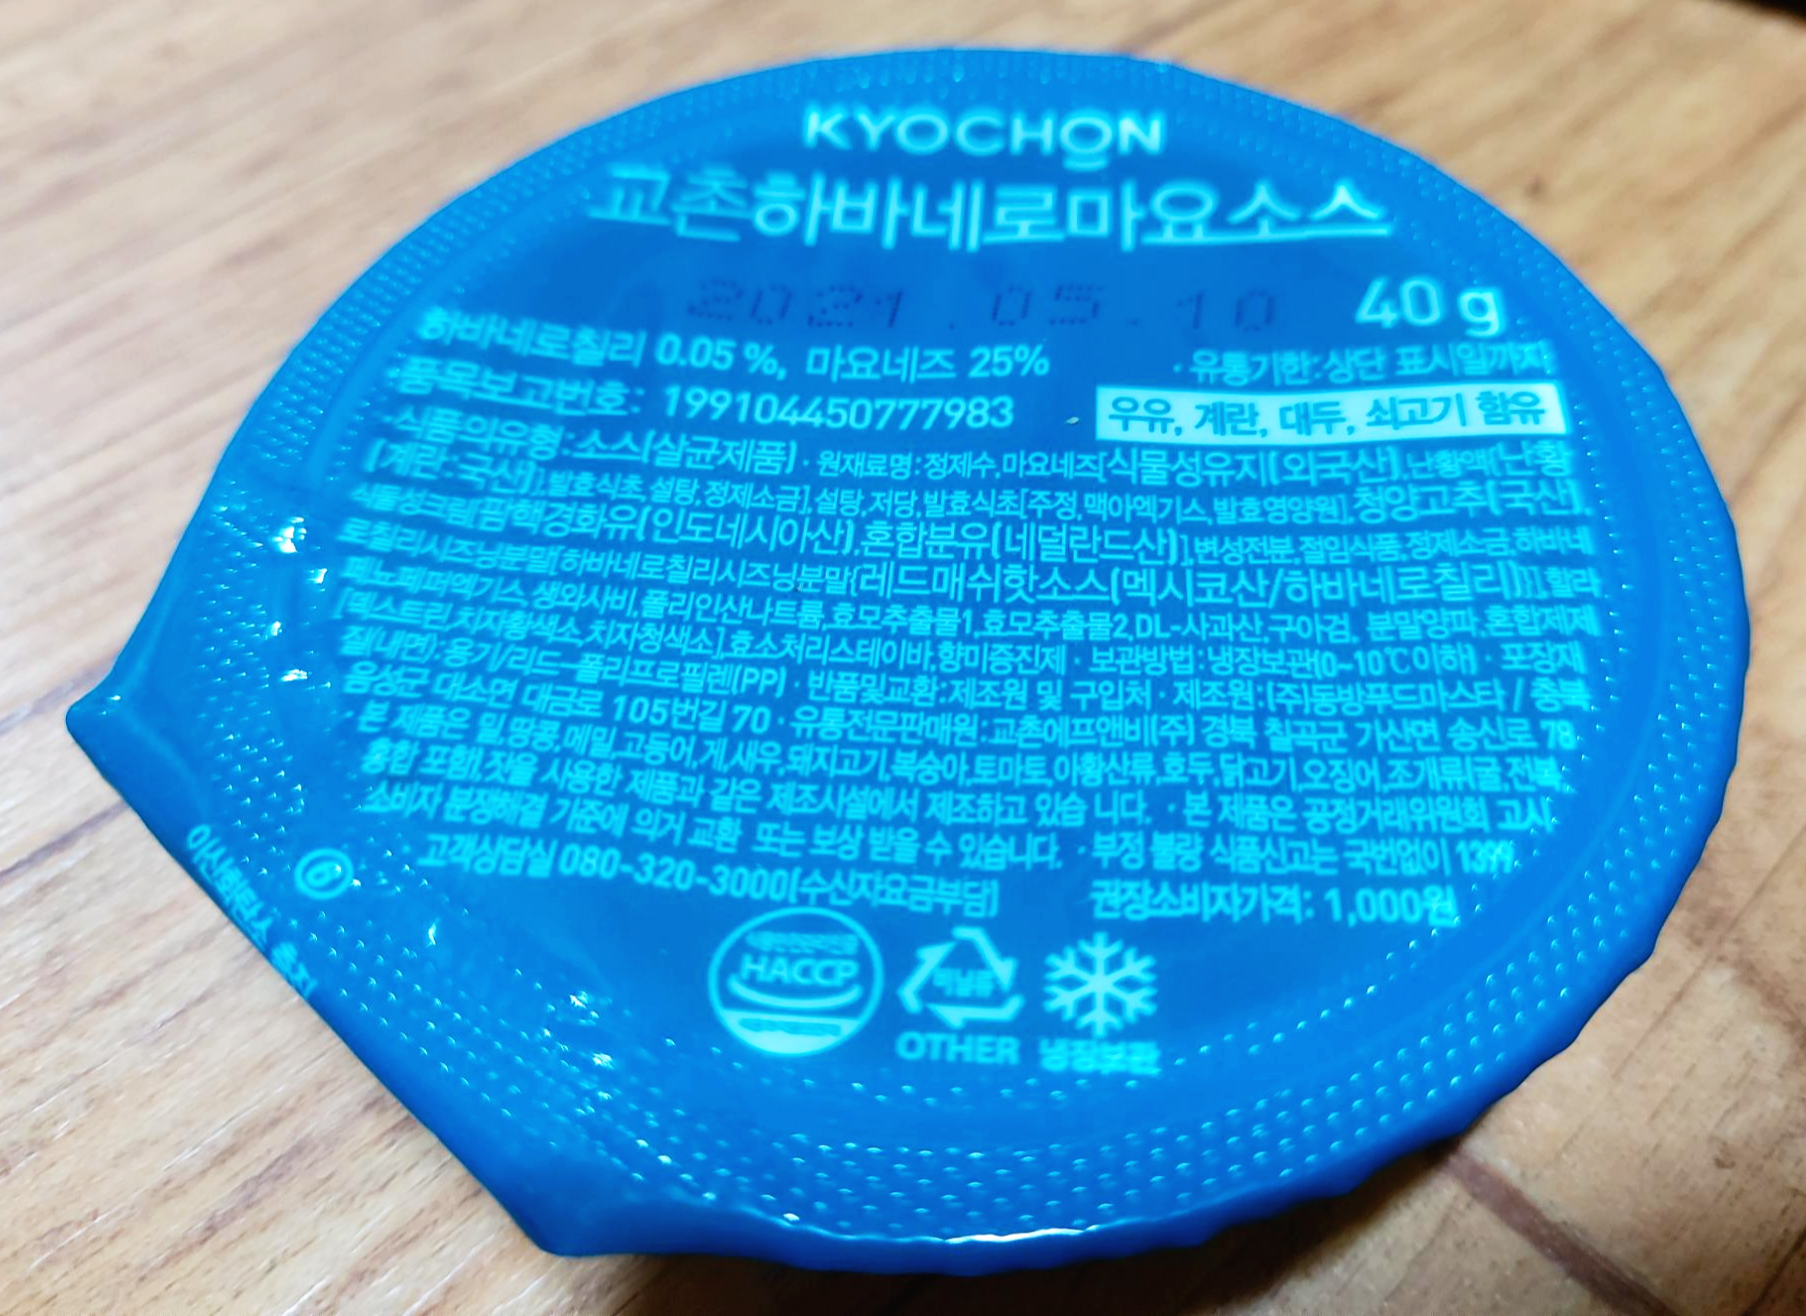 KYOCHON
교촌하바네로마요소스
2021.05.10
40 g
하바네로칠리 0.05 %, 마요네즈 25%
·유통기한:상단 표시일까지
·품목보고번호: 199104450777983
우유, 계란, 대두, 쇠고기 함유
·식품의유형:소스(살균제품)·원재료명:정제수,마요네즈[식물성유지(외국산),난황액(난황
(계란:국산)),발효식초,설탕,정제소금],설탕,저당,발효식초[주정,맥아엑기스,발효영양원],청양고추(국산),
식물성크림[팜핵경화유(인도네시아산),혼합분유(네덜란드산)],변성전분,절임식품,정제소금,하바네
로칠리시즈닝분말[하바네로칠리시즈닝분말{레드매쉬핫소스(멕시코산/하바네로칠리)}],할라
피뇨페퍼엑기스,생와사비,폴리인산나트륨,효모추출물1,효모추출물2,DL-사과산,구아검, 분말양파,혼합제제
[덱스트린,치자황색소,치자청색소],효소처리스테비아,향미증진제·보관방법:냉장보관(0~10℃이하)·포장재
질(내면):용기/리드-폴리프로필렌(PP)·반품및교환:제조원 및 구입처·제조원:(주)동방푸드마스타 / 충북
음성군 대소면 대금로 105번길 70·유통전문판매원:교촌에프앤비(주) 경북 칠곡군 가산면 송신로 78
·본 제품은 밀,땅콩,메밀,고등어,게,새우,돼지고기,복숭아,토마토,아황산류,호두,닭고기,오징어,조개류(굴,전복,
홍합 포함),잣을 사용한 제품과 같은 제조시설에서 제조하고 있습 니다. ·본 제품은 공정거래위원회 고시
소비자 분쟁해결 기준에 의거 교환 또는 보상 받을 수 있습니다. ·부정 불량 식품신고는 국번없이 1399
·고객상담실 080-320-3000(수신자요금부담)
권장소비자가격: 1,000원
이산화탄소 흡지
HACCP
OTHER
냉장보관